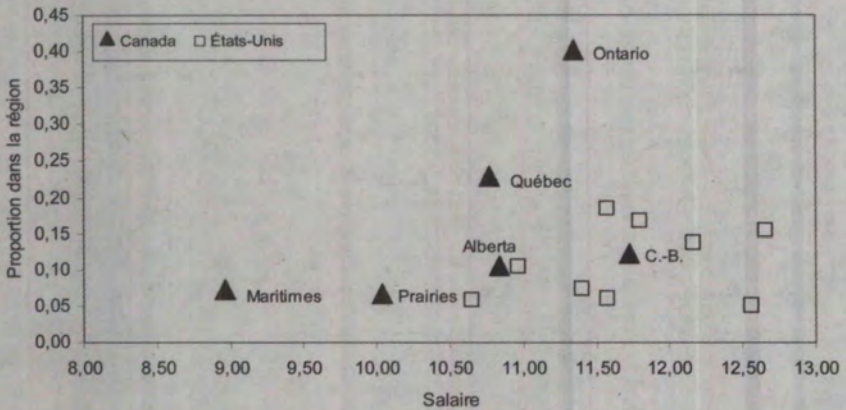 0,45
0,40
0,35
0,30
0,25
0,20
0,15
0,10
0,05
0,00
Proportion dans la région
▲ Canada □ États-Unis
Ontario
Québec
Alberta
C.-B.
Maritimes
Prairies
8,00 8,50 9,00 9,50 10,00 10,50 11,00 11,50 12,00 12,50 13,00
Salaire